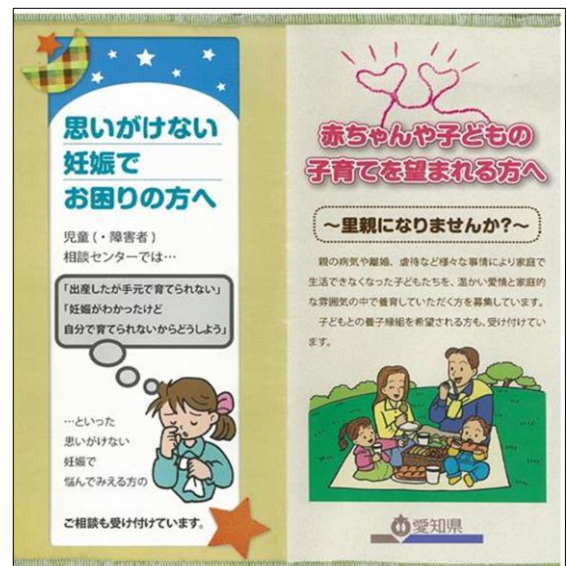 思いがけない
妊娠で
お困りの方へ
児童(・障害者)
相談センターでは…
「出産したが手元で育てられない」
「妊娠がわかったけど
自分で育てられないからどうしよう」
…といった
思いがけない
妊娠で
悩んでみえる方の
ご相談も受け付けています。
赤ちゃんや子どもの
子育てを望まれる方へ
～里親になりませんか?～
親の病気や離婚、虐待など様々な事情により家庭で
生活できなくなった子どもたちを、温かい愛情と家庭的
な雰囲気の中で養育していただく方を募集しています。
子どもとの養子縁組を希望される方も、受け付けてい
ます。
愛知県